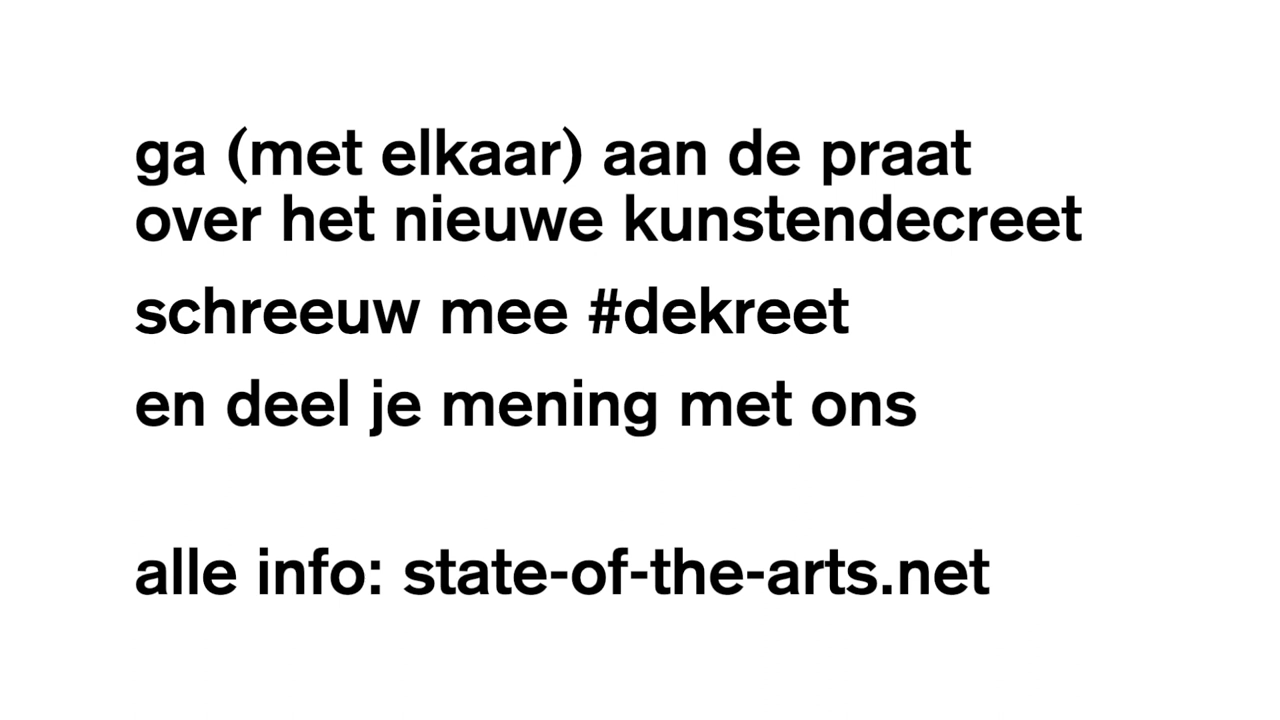 ga (met elkaar) aan de praat
over het nieuwe kunstendecreet
schreeuw mee #dekreet
en deel je mening met ons
alle info: state-of-the-arts.net